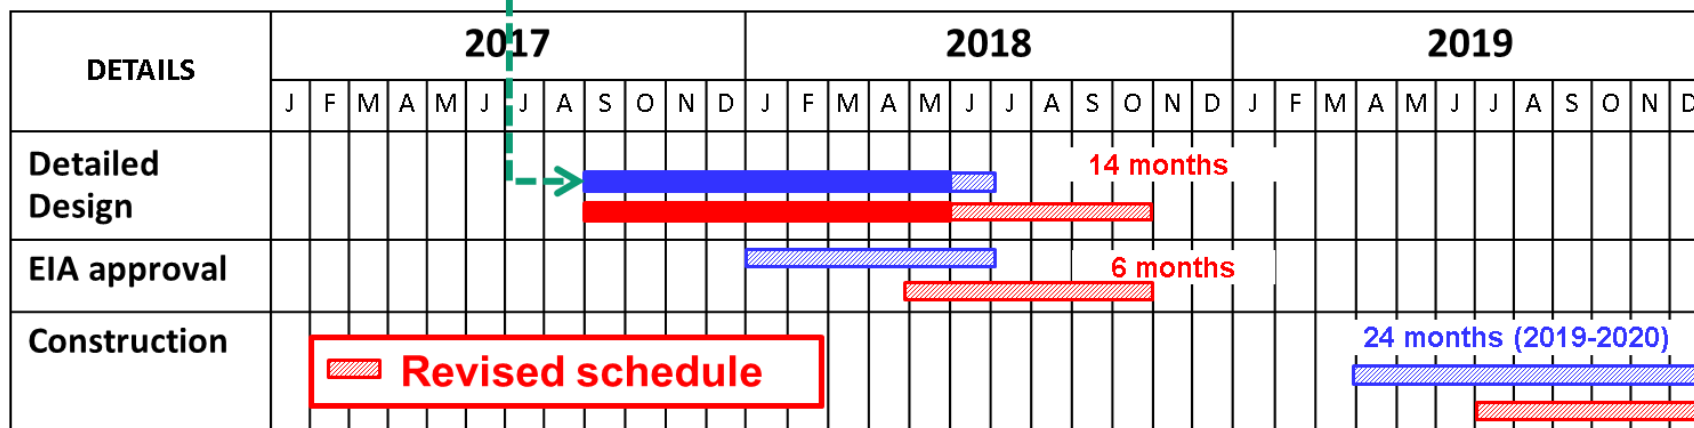 2017 2018 2019
DETAILS
J F M A M J J A S O N D J F M A M J J A S O N D J F M A M J J A S O N D
Detailed
Design
14 months
EIA approval
6 months
Construction
24 months (2019-2020)
Revised schedule